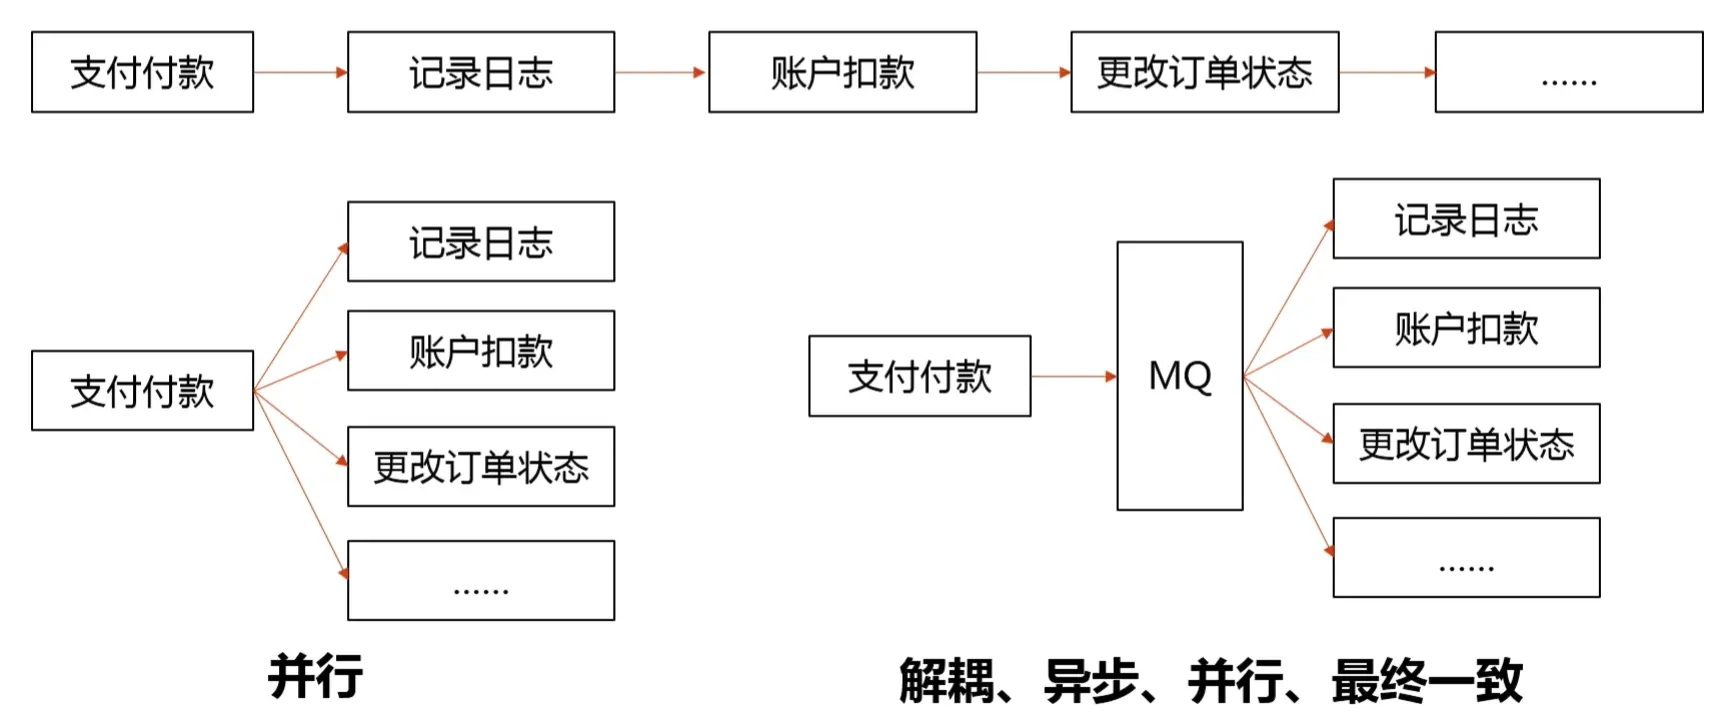 支付付款
记录日志
账户扣款
更改订单状态
……
支付付款
记录日志
账户扣款
更改订单状态
……
并行
支付付款
MQ
记录日志
账户扣款
更改订单状态
……
解耦、异步、并行、最终一致